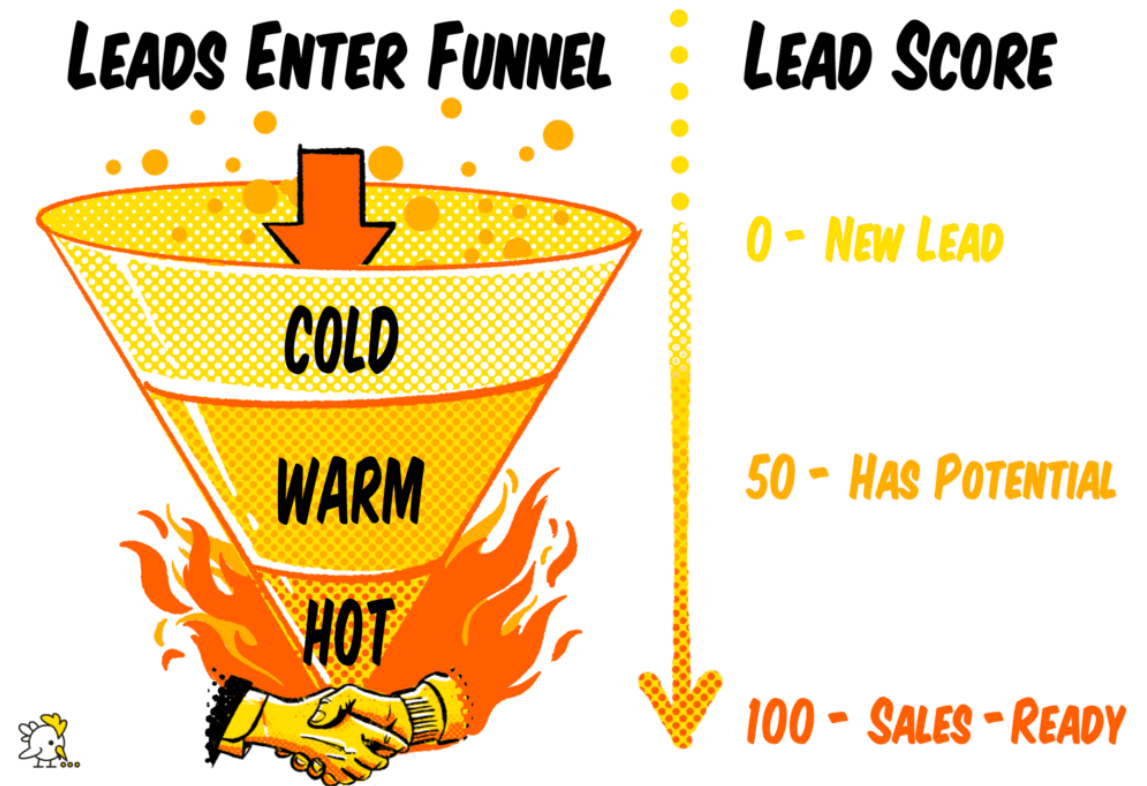 LEADS ENTER FUNNEL
LEAD SCORE
COLD
WARM
HOT
0 - NEW LEAD
50 - HAS POTENTIAL
100 - SALES - READY